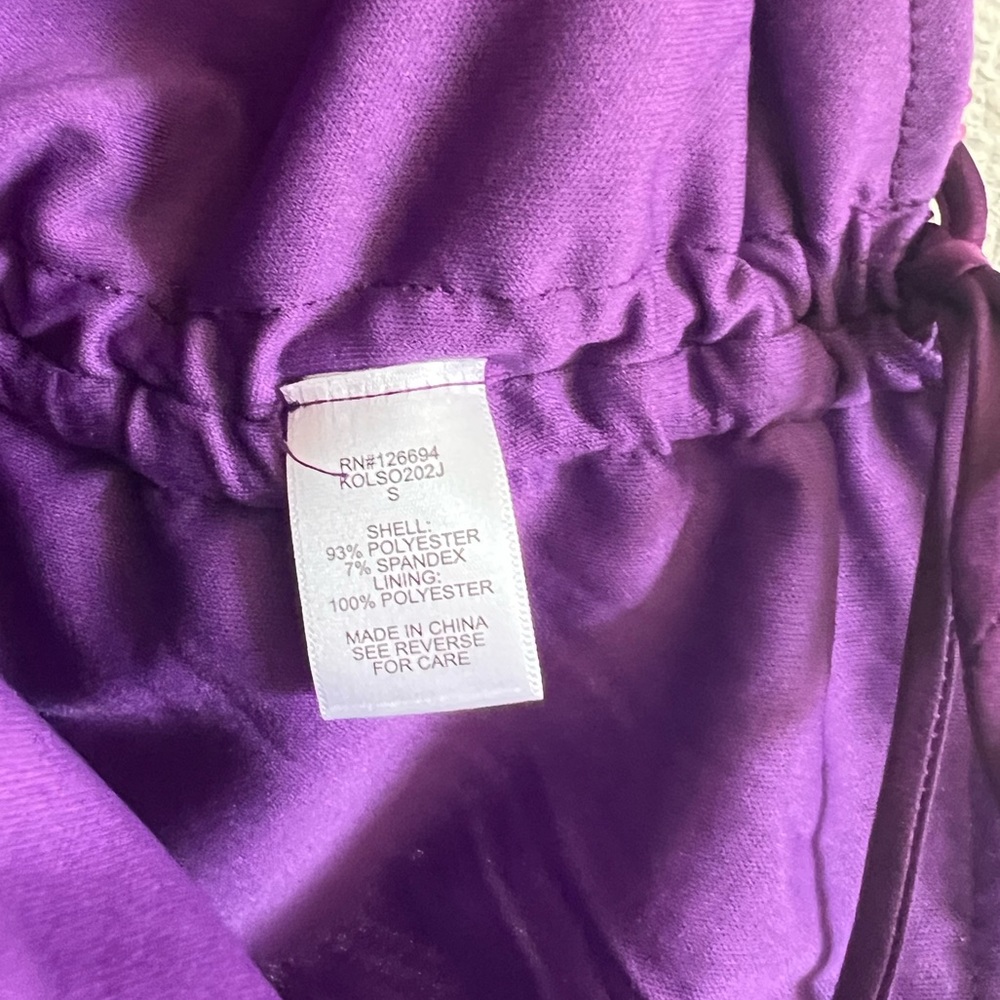 RN#126694
KOLSO202J
S
SHELL:
93% POLYESTER
7% SPANDEX
LINING:
100% POLYESTER
MADE IN CHINA
SEE REVERSE
FOR CARE